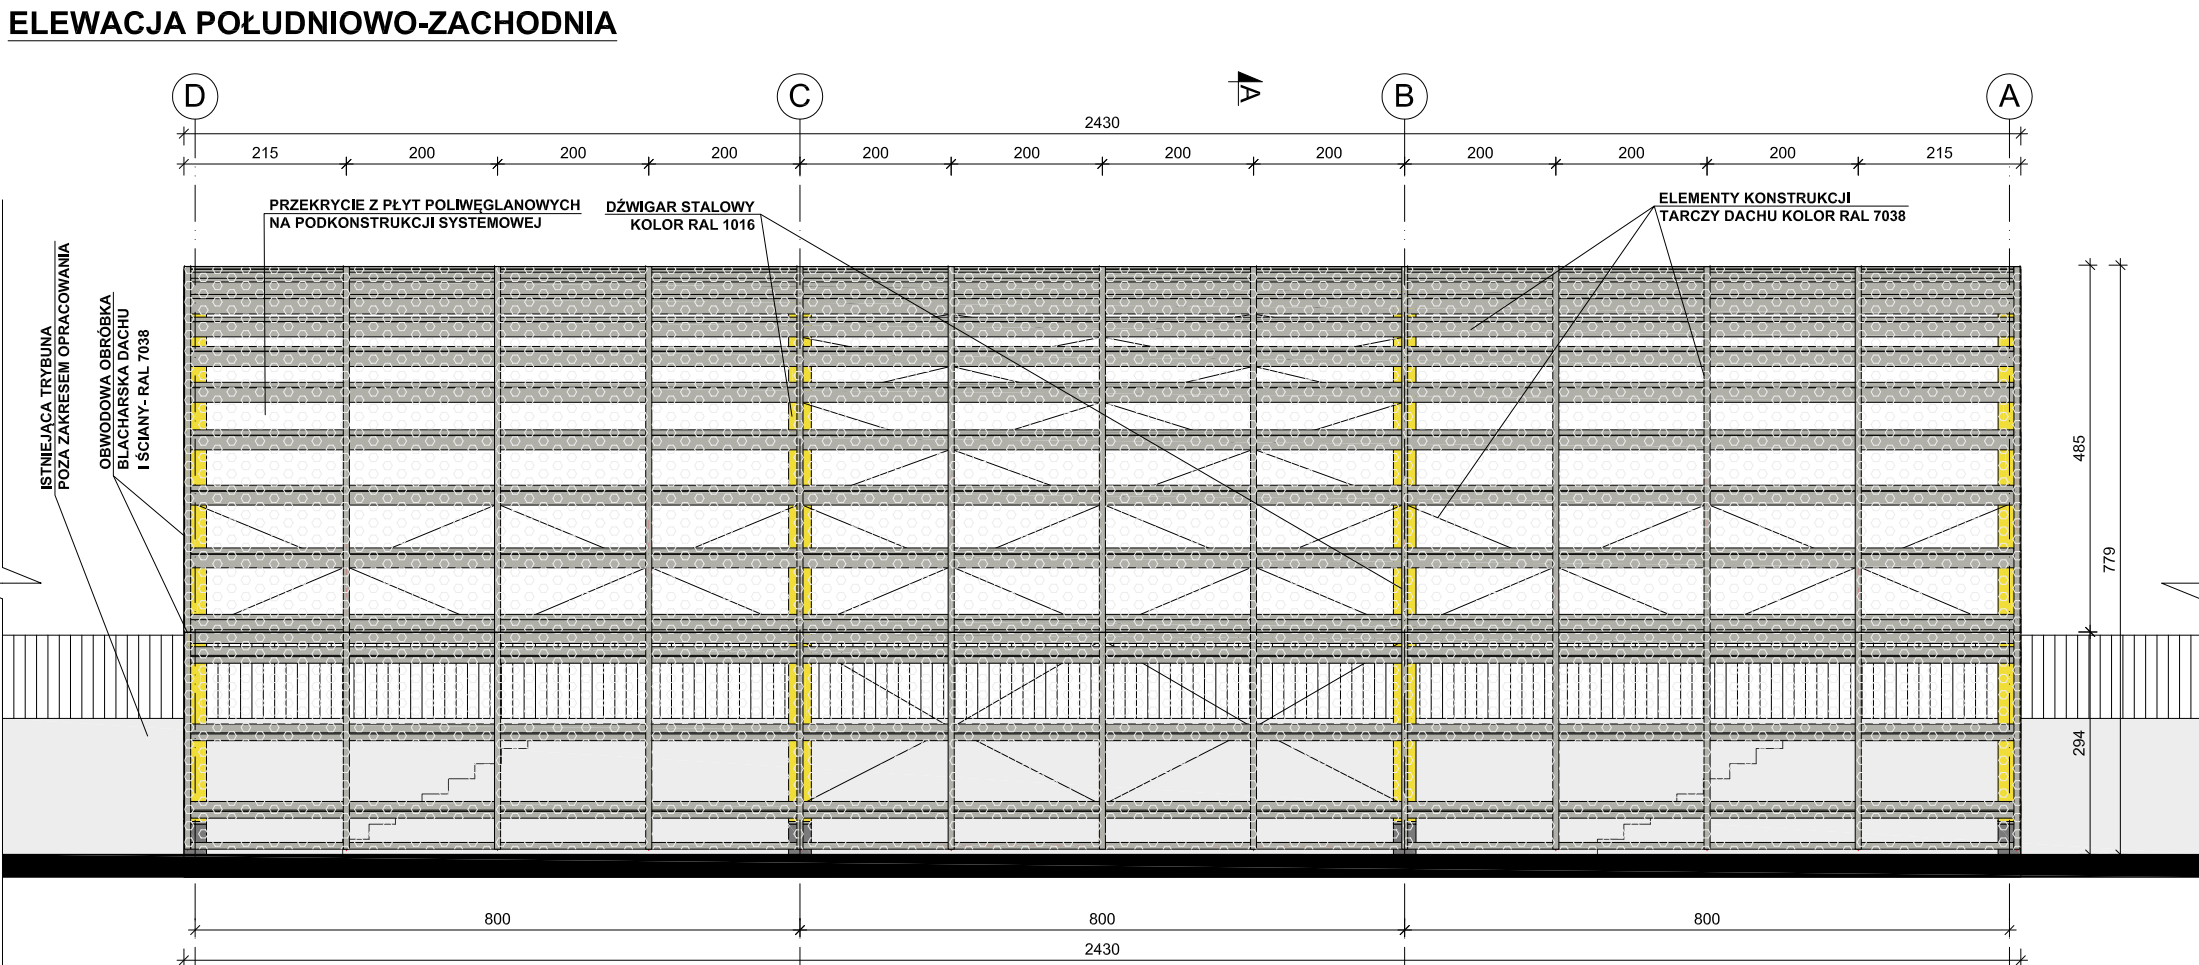 ELEWACJA POŁUDNIOWO-ZACHODNIA
D
C
A
B
A
2430
215
200
200
200
200
200
200
200
200
200
200
215
PRZEKRYCIE Z PŁYT POLIWĘGLANOWYCH
NA PODKONSTRUKCJI SYSTEMOWEJ
DŹWIGAR STALOWY
KOLOR RAL 1016
ELEMENTY KONSTRUKCJI
TARCZY DACHU KOLOR RAL 7038
ISTNIEJĄCA TRYBUNA
POZA ZAKRESEM OPRACOWANIA
OBWODOWA OBRÓBKA
BLACHARSKA DACHU
I ŚCIANY- RAL 7038
485
779
294
800
800
800
2430